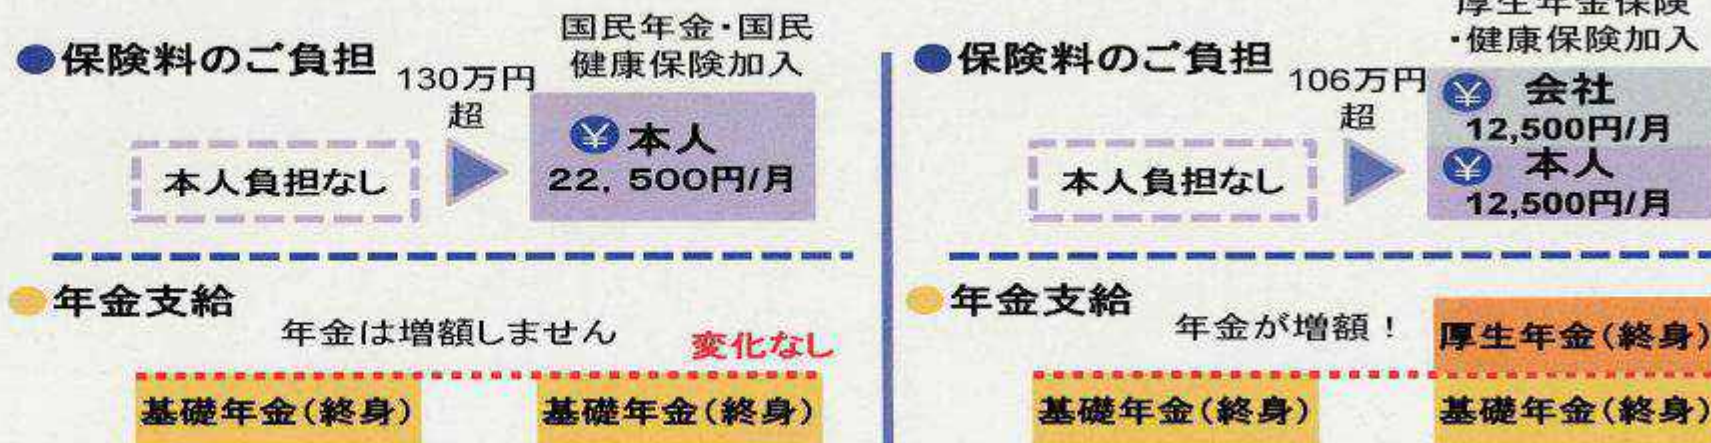 ●保険料のご負担
130万円
超
国民年金・国民
健康保険加入
本人負担なし
¥本人
22,500円/月
●年金支給
年金は増額しません
変化なし
基礎年金(終身)
基礎年金(終身)
●保険料のご負担
106万円
超
厚生年金保険
・健康保険加入
本人負担なし
¥会社
12,500円/月
¥本人
12,500円/月
●年金支給
年金が増額!
厚生年金(終身)
基礎年金(終身)
基礎年金(終身)